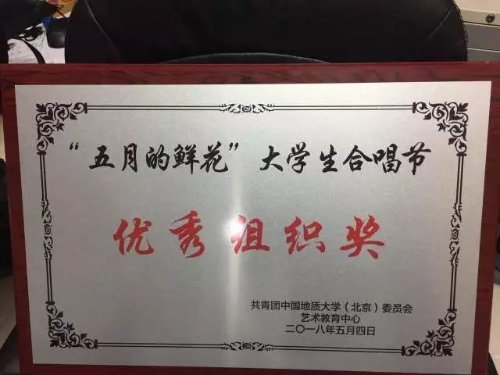 “五月的鲜花”大学生合唱节
优秀组织奖
共青团中国地质大学（北京）委员会
艺术教育中心
二〇一八年五月四日